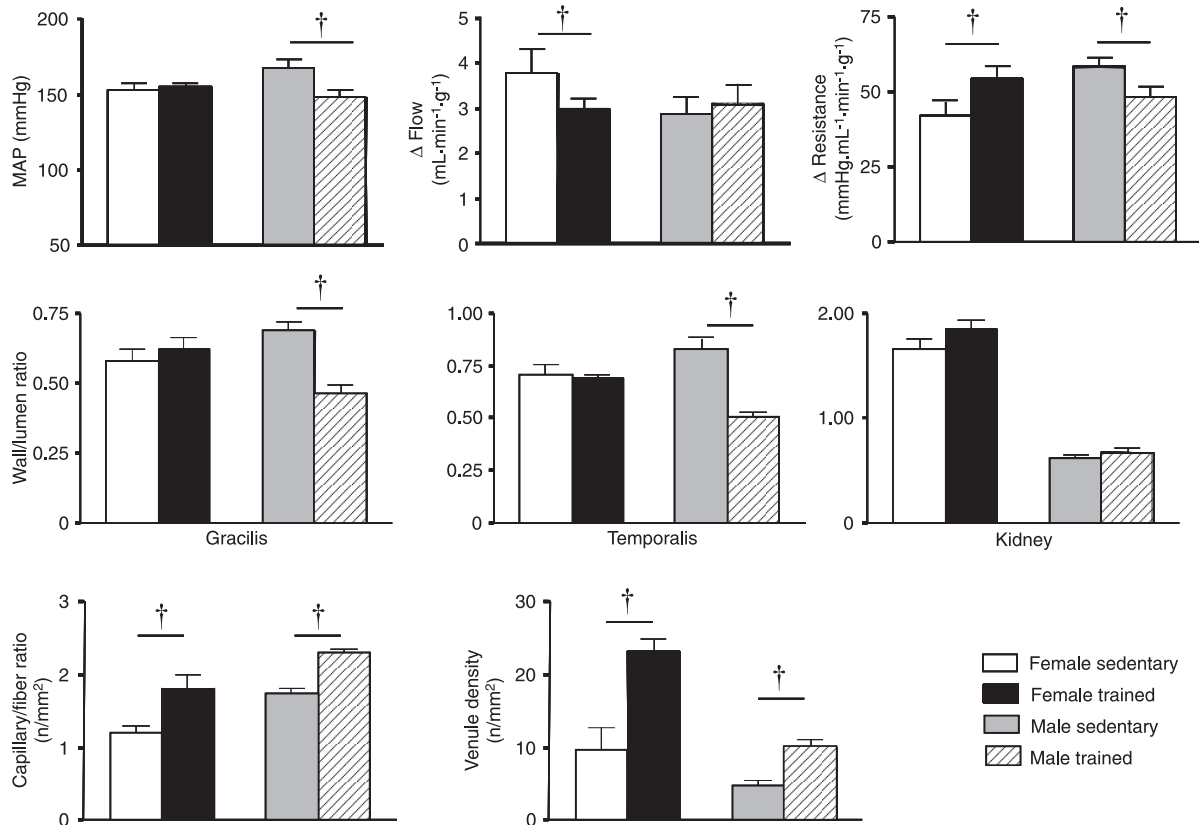 200
150
100
50
MAP (mmHg)
†
5
4
3
2
1
0
Δ Flow
(mL·min⁻¹·g⁻¹)
†
75
50
25
0
Δ Resistance
(mmHg.mL⁻¹·min⁻¹·g⁻¹)
†
†
0.75
0.50
0.25
0
Wall/lumen ratio
†
Gracilis
1.00
0.75
0.50
0.25
0
†
Temporalis
2.00
1.00
0
Kidney
3
2
1
0
Capillary/fiber ratio
(n/mm²)
†
†
30
20
10
0
Venule density
(n/mm²)
†
†
Female sedentary
Female trained
Male sedentary
Male trained